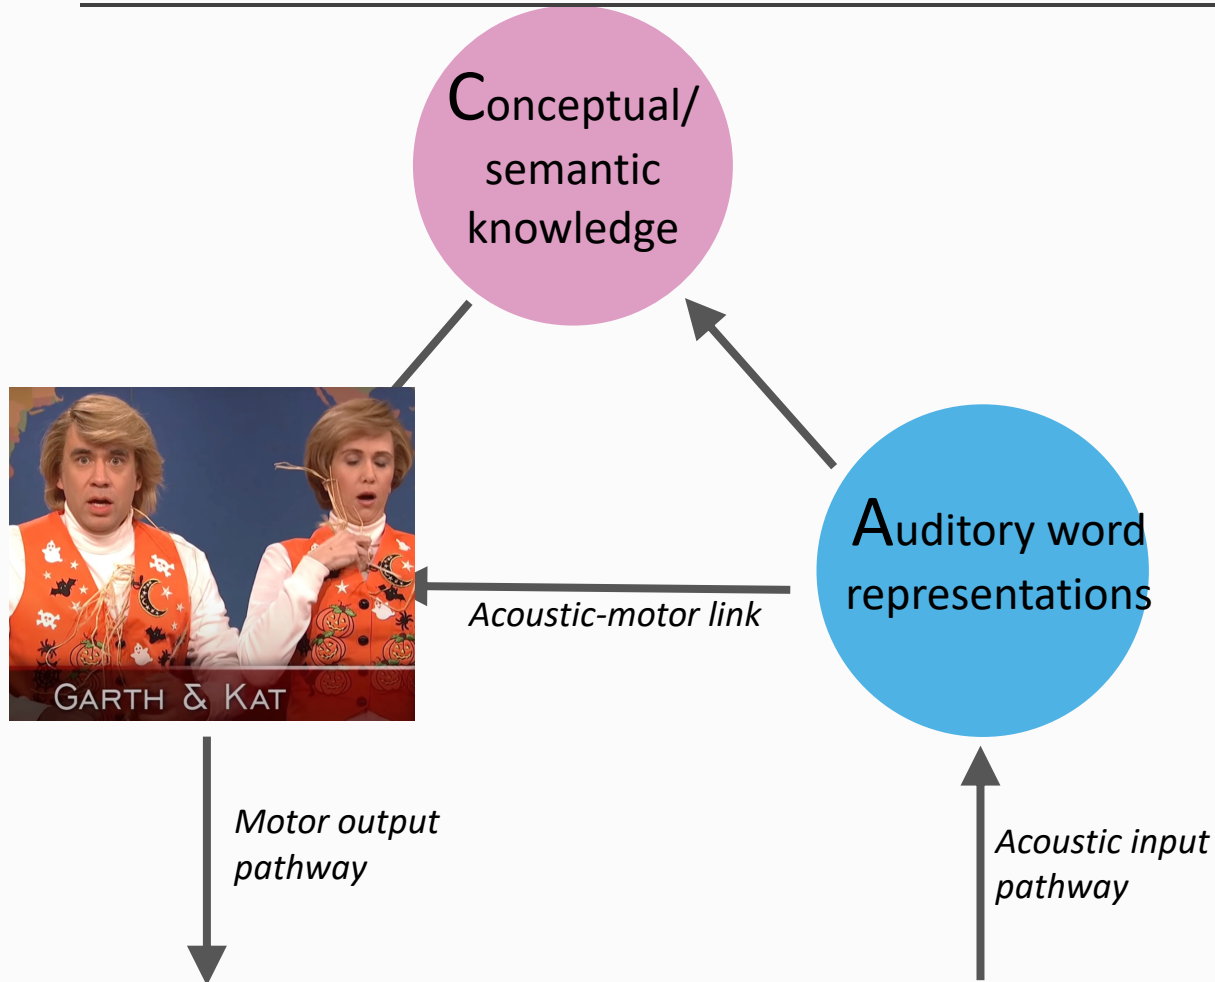 Conceptual/
semantic
knowledge
Auditory word
representations
Acoustic-motor link
GARTH & KAT
Motor output
pathway
Acoustic input
pathway